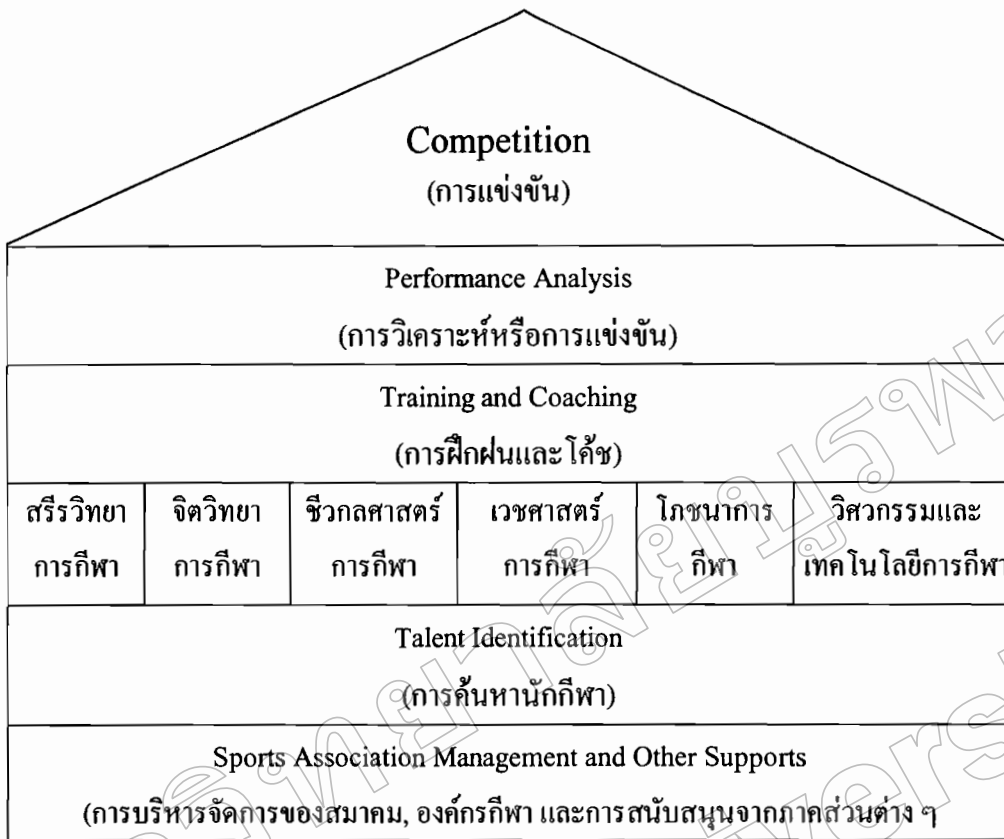 Competition
(การแข่งขัน)
Performance Analysis
(การวิเคราะห์หรือการแข่งขัน)
Training and Coaching
(การฝึกฝนและโค้ช)
สรีรวิทยา จิตวิทยา ชีวกลศาสตร์ เวชศาสตร์ โภชนาการ วิศวกรรมและ
การกีฬา การกีฬา การกีฬา การกีฬา กีฬา เทคโนโลยีการกีฬา
Talent Identification
(การค้นหานักกีฬา)
Sports Association Management and Other Supports
(การบริหารจัดการของสมาคม, องค์กรกีฬา และการสนับสนุนจากภาคส่วนต่าง ๆ